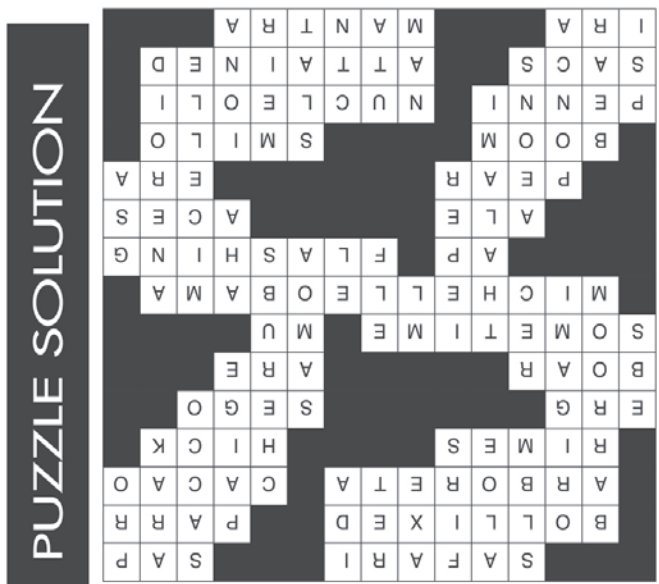 PUZZLE SOLUTION
SAFARI SAP
BOLLIXED PARR
ARBORETA CACAO
RIMES HICK
ERG SEGO
BOAR ARE
SOMETIME MU
MICHELLEOBAMA
AP FLASHING
ALE ACES
PEAR ERA
BOOM SMILO
PENNI NUCLEOLI
SACS ATTAINED
IRA MANTRA